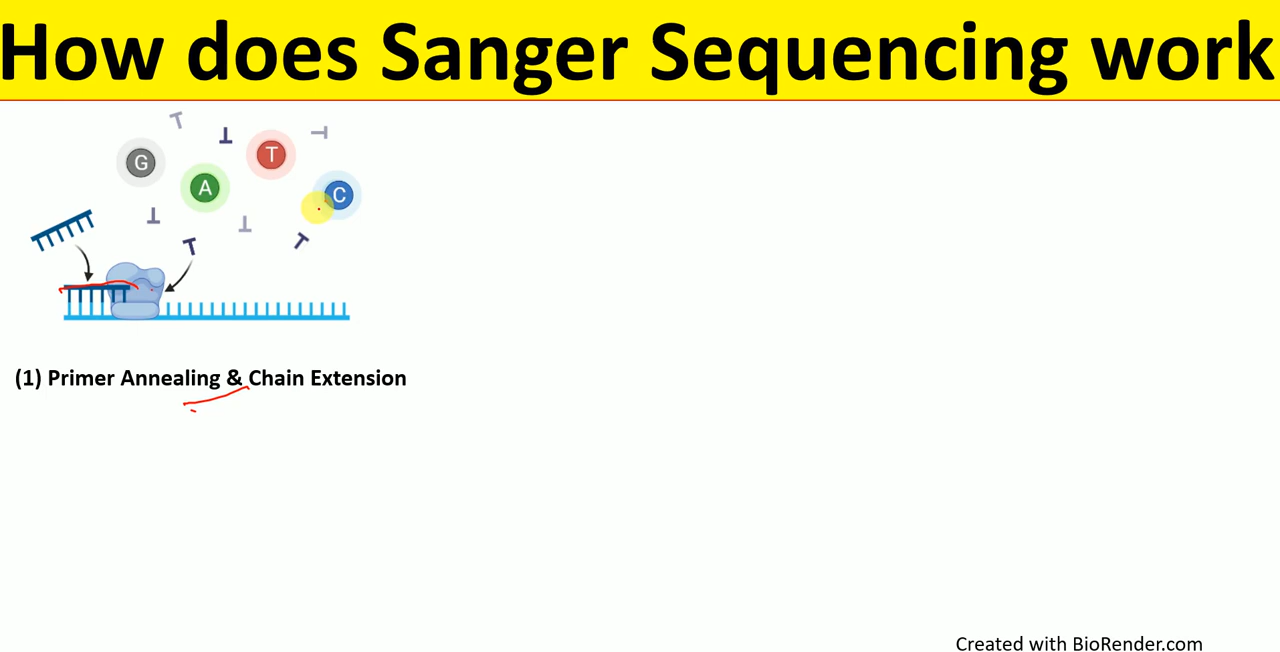 How does Sanger Sequencing work
G
A
T
C
(1) Primer Annealing & Chain Extension
Created with BioRender.com